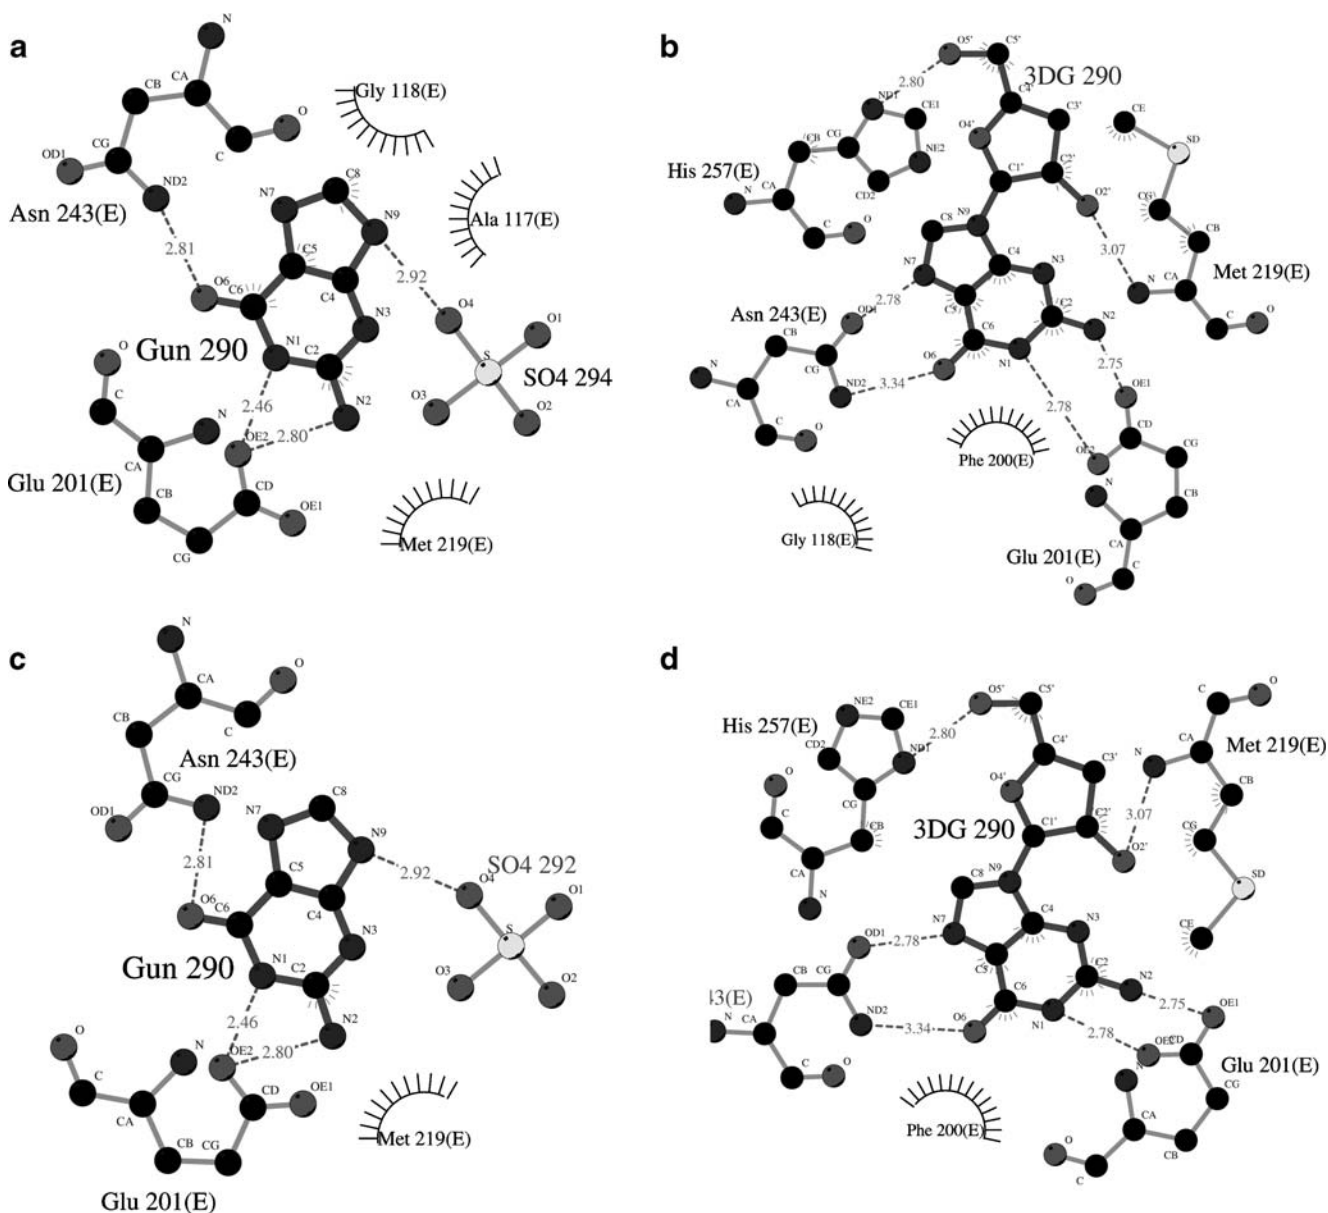 a
N
CA
CB
O
C
CG
OD1
ND2
Asn 243(E)
Gly 118(E)
C8
N7
N9
Ala 117(E)
2.81
C5
2.92
O6
C6
C4
O4
O1
N3
Gun 290
N1
C2
S
SO4 294
O
O3
O2
C
2.46
N2
N
OE2
2.80
CA
Glu 201(E)
CB
CD
OE1
CG
Met 219(E)
b
O5'
C5'
3DG 290
2.80
C4'
ND1
CE1
C3'
CE
SD
O4'
CB
CG
NE2
His 257(E)
C1'
C2'
CA
CD2
O2'
N
CG
C
O
C8
N9
CB
C4
N3
3.07
N7
N
CA
Met 219(E)
2.78
C2
Asn 243(E)
OD1
C5
N2
C
O
CB
C6
N1
CG
O6
2.75
N
ND2
3.34
CA
OE1
2.78
C
O
CD
CG
Phe 200(E)
OE2
N
CB
Gly 118(E)
CA
Glu 201(E)
C
O
c
N
O
CA
CB
C
Asn 243(E)
CG
ND2
C8
OD1
N7
N9
2.81
C5
2.92
SO4 292
O4
O1
O6
C6
C4
N3
S
Gun 290
N1
C2
O3
O2
2.46
N2
O
N
OE2
2.80
C
CD
OE1
CA
Met 219(E)
CB
CG
Glu 201(E)
d
O5'
C5'
C
O
His 257(E)
NE2
CE1
2.80
CA
Met 219(E)
CD2
ND1
C4'
N
C3'
O
O4'
CB
CG
3.07
C
3DG 290
C1'
C2'
CG
CB
O2'
CA
N9
C8
SD
N
C4
N3
CE
OD1
N7
2.78
C5
C2
CB
CG
N2
43(E)
C6
2.75
OE1
N
CA
ND2
3.34
O6
N1
2.78
OE2
CD
C
O
N
Glu 201(E)
CG
Phe 200(E)
CA
O
CB
C